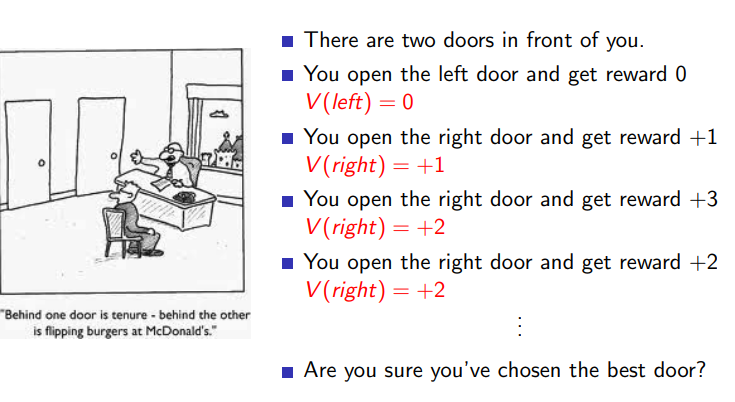 There are two doors in front of you.
You open the left door and get reward 0
V(left) = 0
You open the right door and get reward +1
V(right) = +1
You open the right door and get reward +3
V(right) = +2
You open the right door and get reward +2
V(right) = +2
⋮
Are you sure you've chosen the best door?
"Behind one door is tenure - behind the other
is flipping burgers at McDonald's."